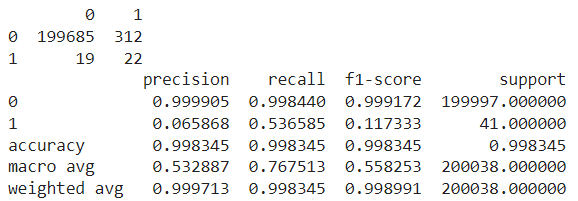 0 1
0 199685 312
1 19 22
precision recall f1-score support
0 0.999905 0.998440 0.999172 199997.000000
1 0.065868 0.536585 0.117333 41.000000
accuracy 0.998345 0.998345 0.998345 0.998345
macro avg 0.532887 0.767513 0.558253 200038.000000
weighted avg 0.999713 0.998345 0.998991 200038.000000